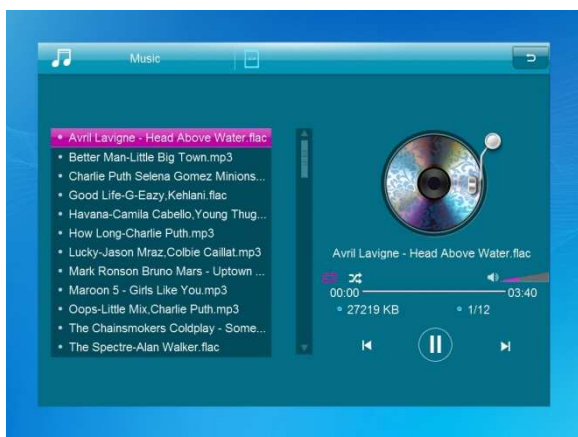 Music
Avril Lavigne - Head Above Water.flac
Better Man-Little Big Town.mp3
Charlie Puth Selena Gomez Minions...
Good Life-G-Eazy,Kehlani.flac
Havana-Camila Cabello,Young Thug...
How Long-Charlie Puth.mp3
Lucky-Jason Mraz,Colbie Caillat.mp3
Mark Ronson Bruno Mars - Uptown ...
Maroon 5 - Girls Like You.mp3
Oops-Little Mix,Charlie Puth.mp3
The Chainsmokers Coldplay - Some...
The Spectre-Alan Walker.flac
Avril Lavigne - Head Above Water.flac
00:00 03:40
27219 KB 1/12